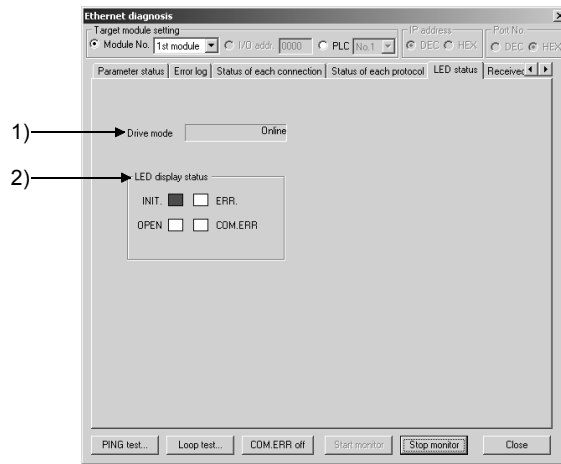 Ethernet diagnosis
Target module setting
Module No. 1st module I/O addr. 0000 PLC No.1
IP address
DEC HEX
Port No.
DEC HEX
Parameter status Error log Status of each connection Status of each protocol LED status Received
1) Drive mode Online
2) LED display status
INIT. ERR.
OPEN COM.ERR
PING test... Loop test... COM.ERR off Start monitor Stop monitor Close